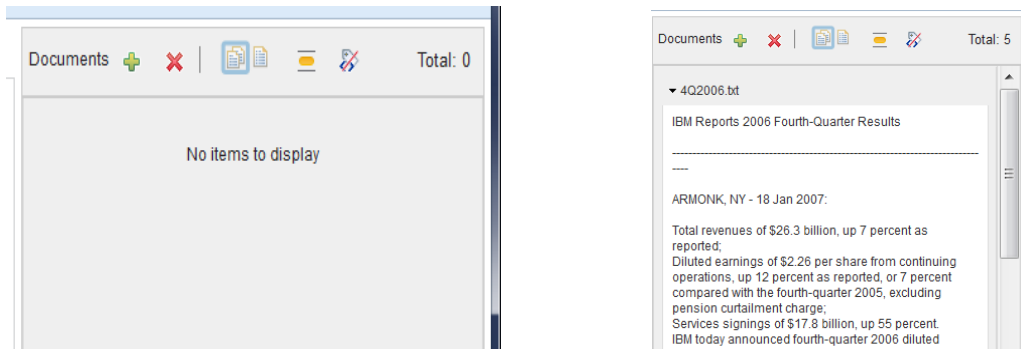 Documents Total: 0
No items to display
Documents Total: 5
4Q2006.txt
IBM Reports 2006 Fourth-Quarter Results
------------------------------------------------------------------------------
----
ARMONK, NY - 18 Jan 2007:
Total revenues of $26.3 billion, up 7 percent as
reported;
Diluted earnings of $2.26 per share from continuing
operations, up 12 percent as reported, or 7 percent
compared with the fourth-quarter 2005, excluding
pension curtailment charge;
Services signings of $17.8 billion, up 55 percent.
IBM today announced fourth-quarter 2006 diluted